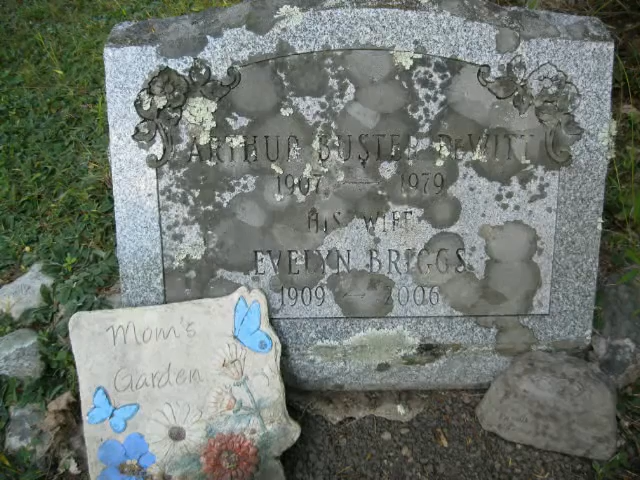 ARTHUR BUSTER DeWITT
1907 — 1979
HIS WIFE
EVELYN BRIGGS
1909 — 2006
Mom's
Garden